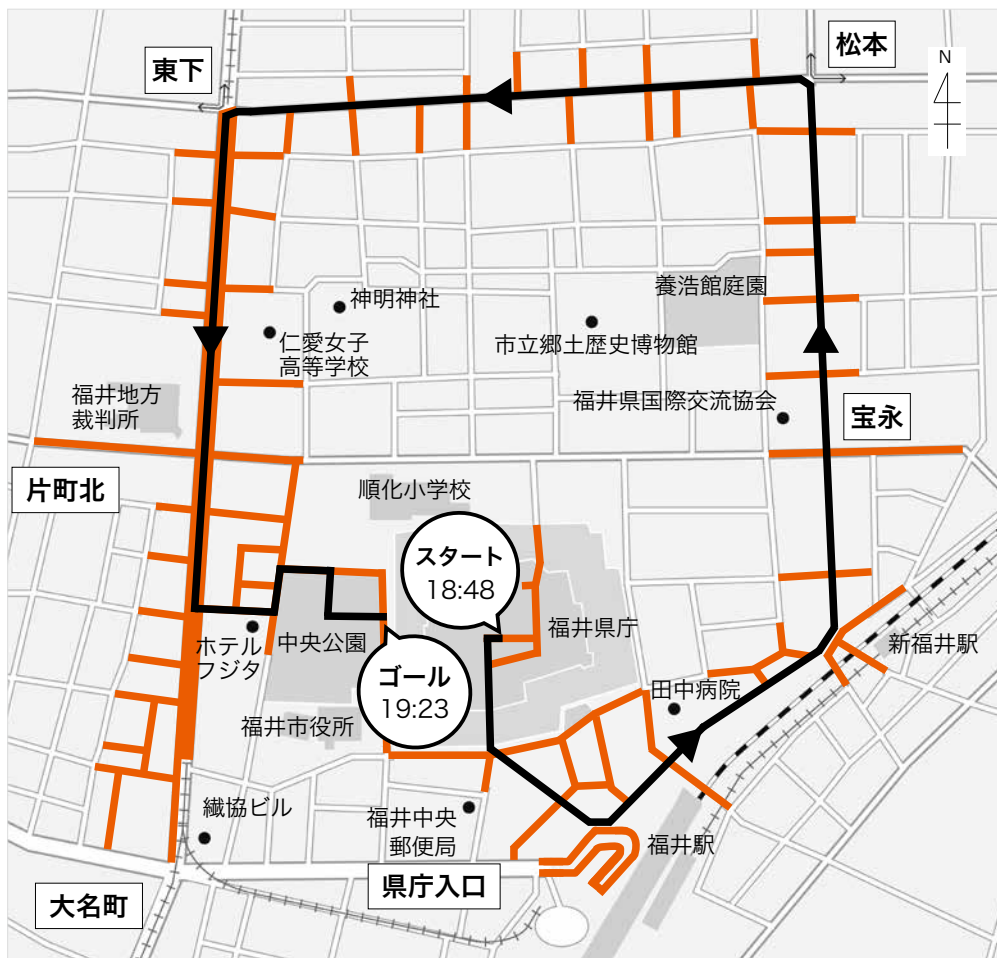 松本
東下
N
神明神社
養浩館庭園
仁愛女子
高等学校
市立郷土歴史博物館
福井地方
裁判所
福井県国際交流協会
宝永
片町北
順化小学校
スタート
18:48
福井県庁
ホテル
フジタ
中央公園
新福井駅
ゴール
19:23
田中病院
福井市役所
繊協ビル
福井中央
郵便局
福井駅
県庁入口
大名町